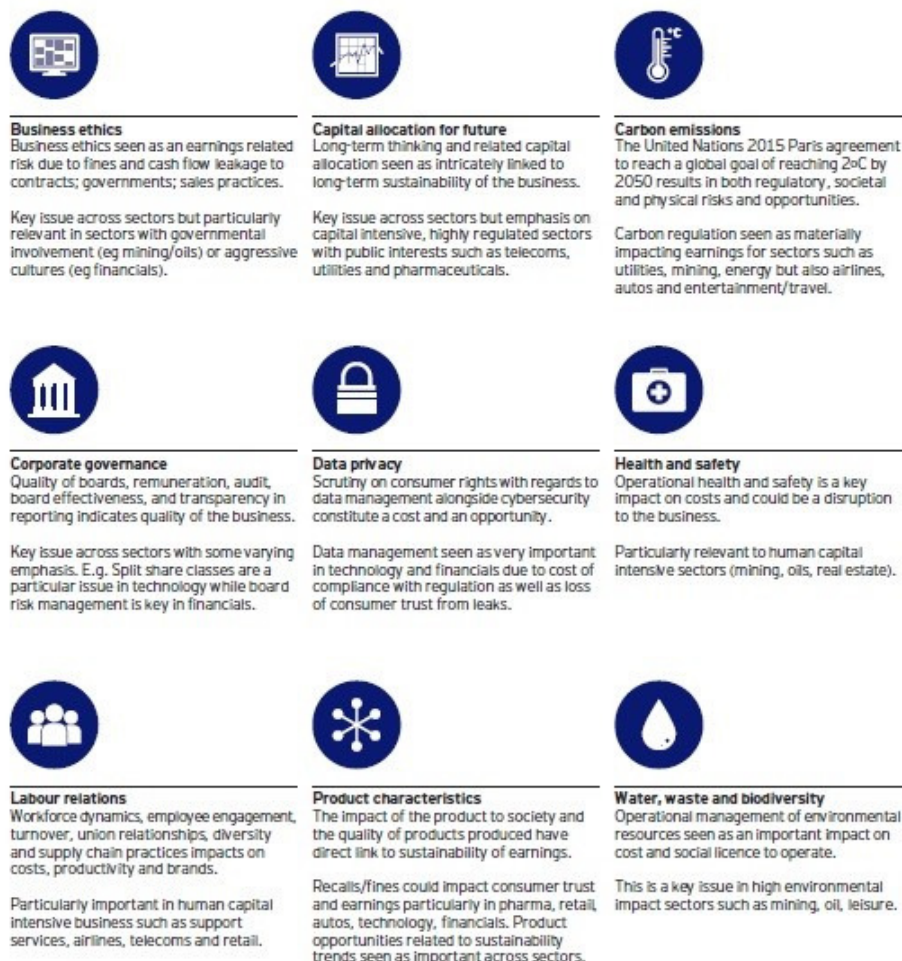 °C
Business ethics
Business ethics seen as an earnings related
risk due to fines and cash flow leakage to
contracts; governments; sales practices.
Key issue across sectors but particularly
relevant in sectors with governmental
involvement (eg mining/oils) or aggressive
cultures (eg financials).
Capital allocation for future
Long-term thinking and related capital
allocation seen as intricately linked to
long-term sustainability of the business.
Key issue across sectors but emphasis on
capital intensive, highly regulated sectors
with public interests such as telecoms,
utilities and pharmaceuticals.
Carbon emissions
The United Nations 2015 Paris agreement
to reach a global goal of reaching 2ºC by
2050 results in both regulatory, societal
and physical risks and opportunities.
Carbon regulation seen as materially
impacting earnings for sectors such as
utilities, mining, energy but also airlines,
autos and entertainment/travel.
Corporate governance
Quality of boards, remuneration, audit,
board effectiveness, and transparency in
reporting indicates quality of the business.
Key issue across sectors with some varying
emphasis. E.g. Split share classes are a
particular issue in technology while board
risk management is key in financials.
Data privacy
Scrutiny on consumer rights with regards to
data management alongside cybersecurity
constitute a cost and an opportunity.
Data management seen as very important
in technology and financials due to cost of
compliance with regulation as well as loss
of consumer trust from leaks.
Health and safety
Operational health and safety is a key
impact on costs and could be a disruption
to the business.
Particularly relevant to human capital
intensive sectors (mining, oils, real estate).
Labour relations
Workforce dynamics, employee engagement,
turnover, union relationships, diversity
and supply chain practices impacts on
costs, productivity and brands.
Particularly important in human capital
intensive business such as support
services, airlines, telecoms and retail.
Product characteristics
The impact of the product to society and
the quality of products produced have
direct link to sustainability of earnings.
Recalls/fines could impact consumer trust
and earnings particularly in pharma, retail,
autos, technology, financials. Product
opportunities related to sustainability
trends seen as important across sectors.
Water, waste and biodiversity
Operational management of environmental
resources seen as an important impact on
cost and social licence to operate.
This is a key issue in high environmental
impact sectors such as mining, oil, leisure.